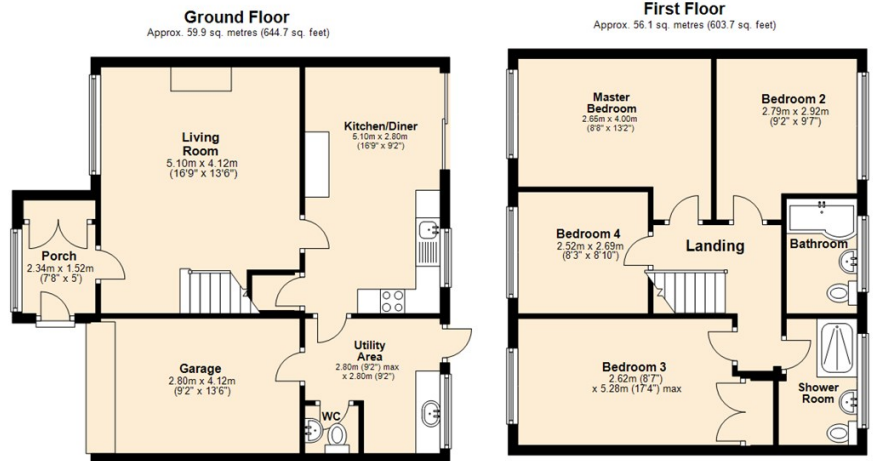 Ground Floor
Approx. 59.9 sq. metres (644.7 sq. feet)
Living
Room
5.10m x 4.12m
(16'9" x 13'6")
Kitchen/Diner
5.10m x 2.80m
(16'9" x 9'2")
Porch
2.34m x 1.52m
(7'8" x 5')
Garage
2.80m x 4.12m
(9'2" x 13'6")
Utility
Area
2.80m (9'2") max
x 2.80m (9'2")
WC
First Floor
Approx. 56.1 sq. metres (603.7 sq. feet)
Master
Bedroom
2.65m x 4.00m
(8'8" x 13'2")
Bedroom 2
2.79m x 2.92m
(9'2" x 9'7")
Bedroom 4
2.52m x 2.69m
(8'3" x 8'10")
Landing
Bathroom
Bedroom 3
2.62m (8'7")
x 5.28m (17'4") max
Shower
Room